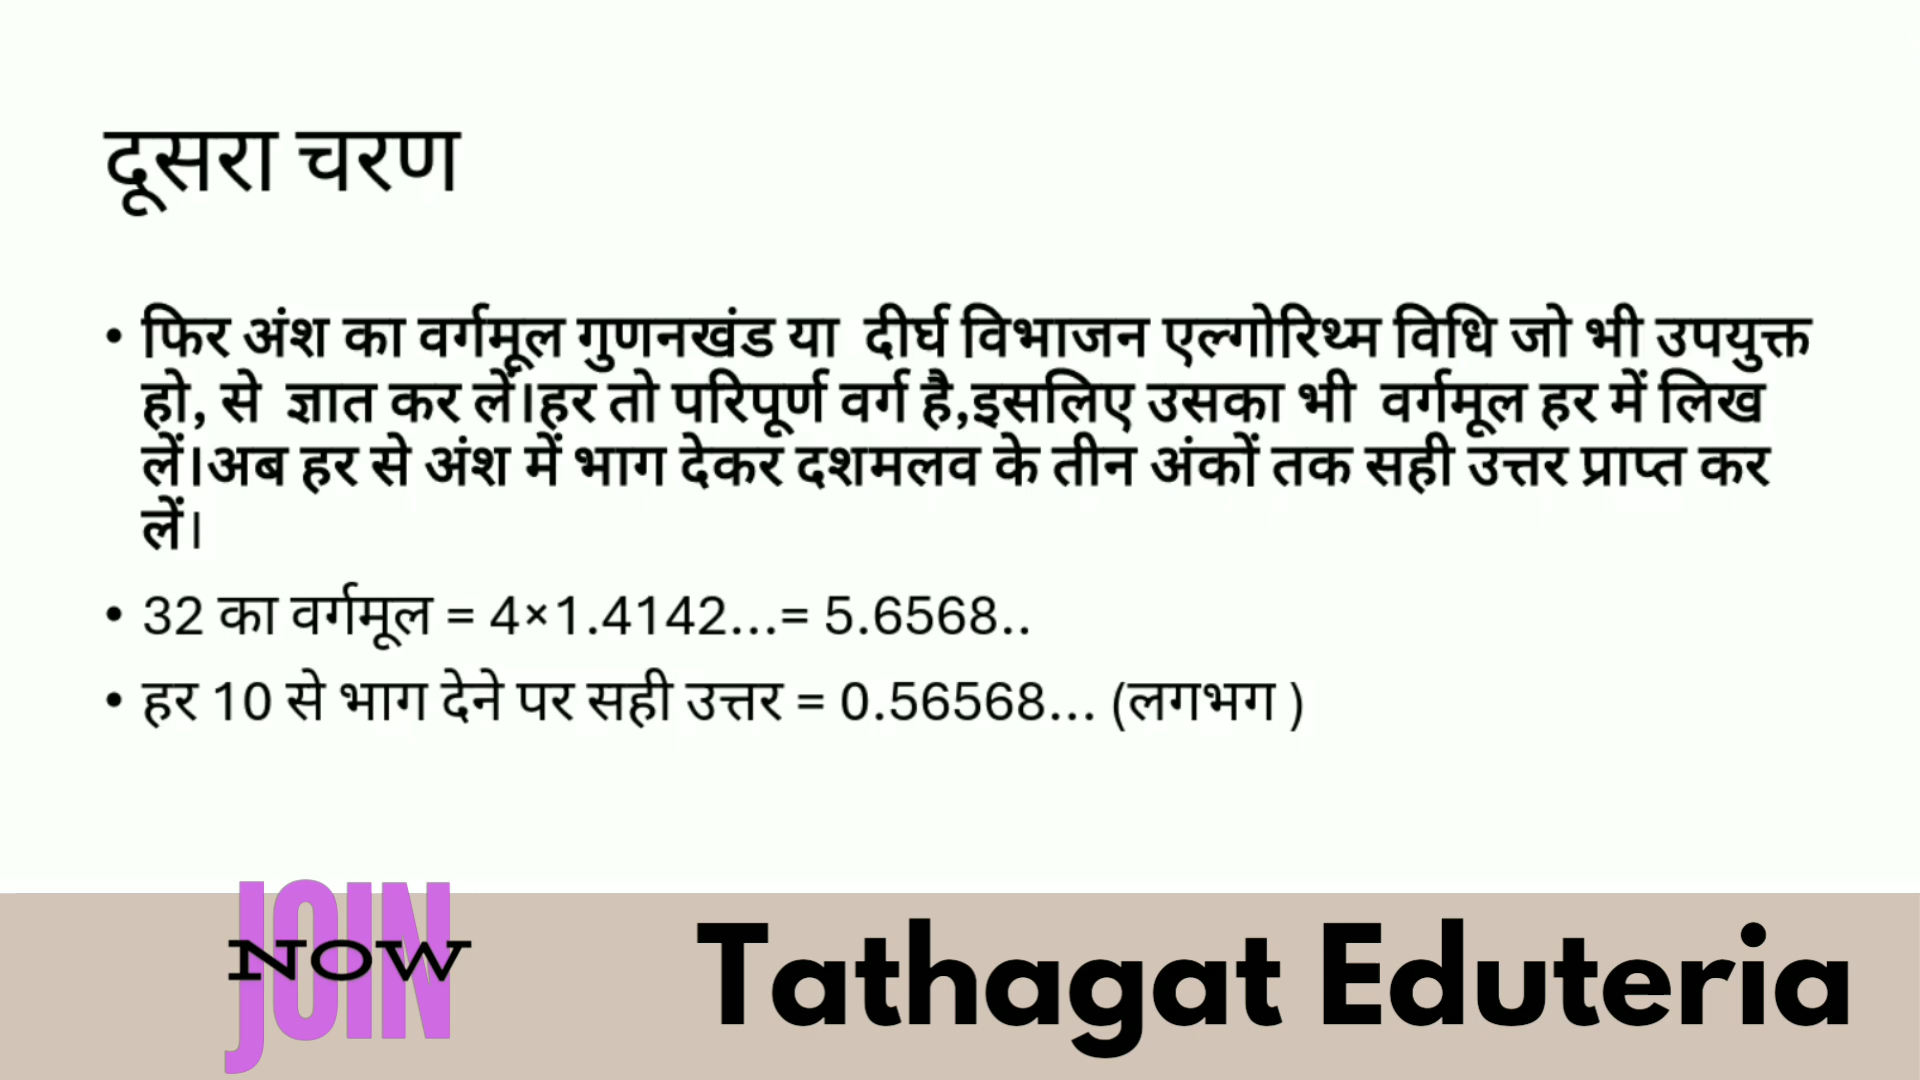 दूसरा चरण
• फिर अंश का वर्गमूल गुणनखंड या दीर्घ विभाजन एल्गोरिथ्म विधि जो भी उपयुक्त
हो, से ज्ञात कर लें।हर तो परिपूर्ण वर्ग है,इसलिए उसका भी वर्गमूल हर में लिख
लें।अब हर से अंश में भाग देकर दशमलव के तीन अंकों तक सही उत्तर प्राप्त कर
लें।
• 32 का वर्गमूल = 4×1.4142...= 5.6568..
• हर 10 से भाग देने पर सही उत्तर = 0.56568... (लगभग )
JOIN
NOW
Tathagat Eduteria